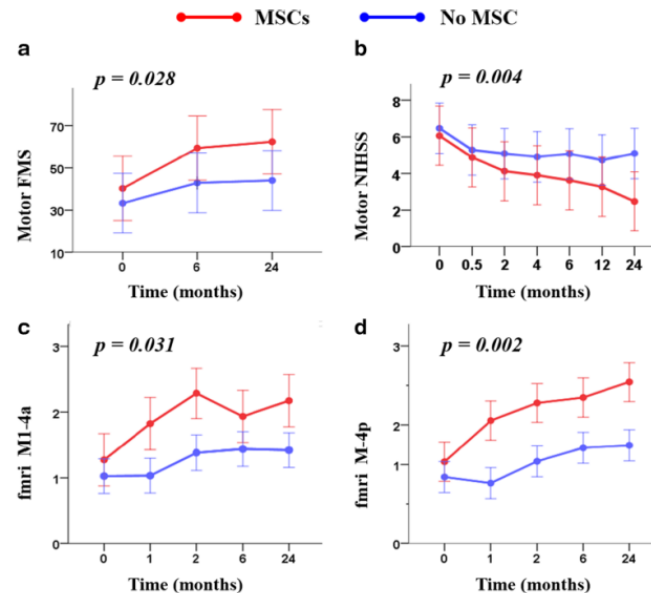 MSCs No MSC
a
p = 0.028
Motor FMS
70
50
30
10
0 6 24
Time (months)
b
p = 0.004
Motor NIHSS
8
6
4
2
0
0 0.5 2 4 6 12 24
Time (months)
c
p = 0.031
fmri M1-4a
3
2
1
0
0 1 2 6 24
Time (months)
d
p = 0.002
fmri M-4p
3
2
1
0
0 1 2 6 24
Time (months)